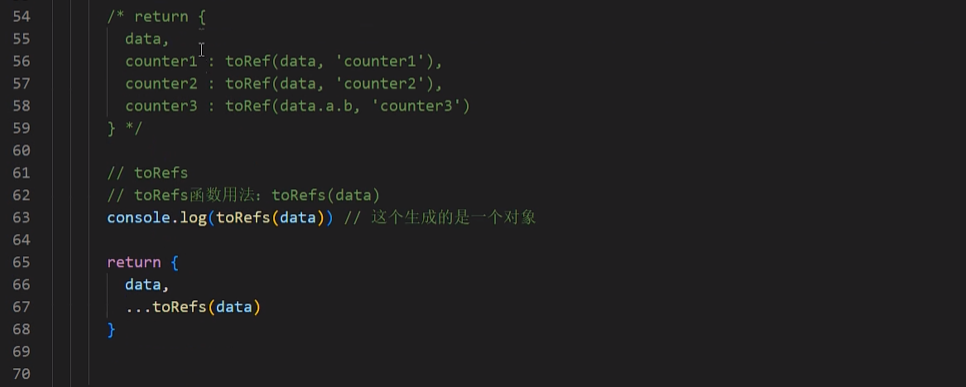 54 /* return {
55 data,
56 counter1 : toRef(data, 'counter1'),
57 counter2 : toRef(data, 'counter2'),
58 counter3 : toRef(data.a.b, 'counter3')
59 } */
60
61 // toRefs
62 // toRefs函数用法：toRefs(data)
63 console.log(toRefs(data)) // 这个生成的是一个对象
64
65 return {
66 data,
67 ...toRefs(data)
68 }
69
70